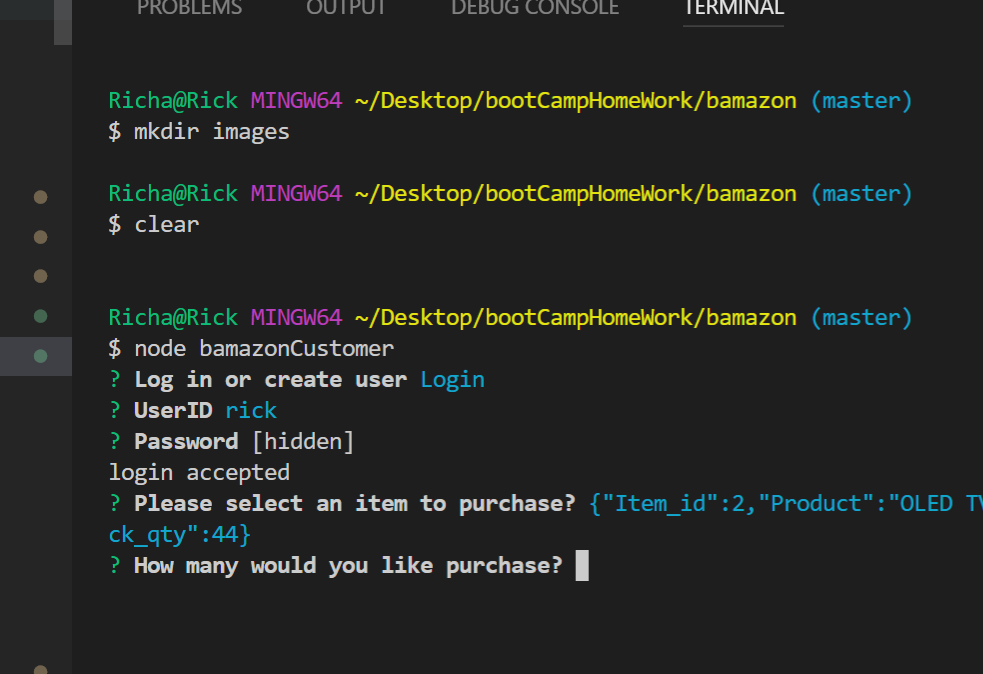 PROBLEMS OUTPUT DEBUG CONSOLE TERMINAL
Richa@Rick MINGW64 ~/Desktop/bootCampHomeWork/bamazon (master)
$ mkdir images
Richa@Rick MINGW64 ~/Desktop/bootCampHomeWork/bamazon (master)
$ clear
Richa@Rick MINGW64 ~/Desktop/bootCampHomeWork/bamazon (master)
$ node bamazonCustomer
? Log in or create user Login
? UserID rick
? Password [hidden]
login accepted
? Please select an item to purchase? {"Item_id":2,"Product":"OLED TV
ck_qty":44}
? How many would you like purchase?